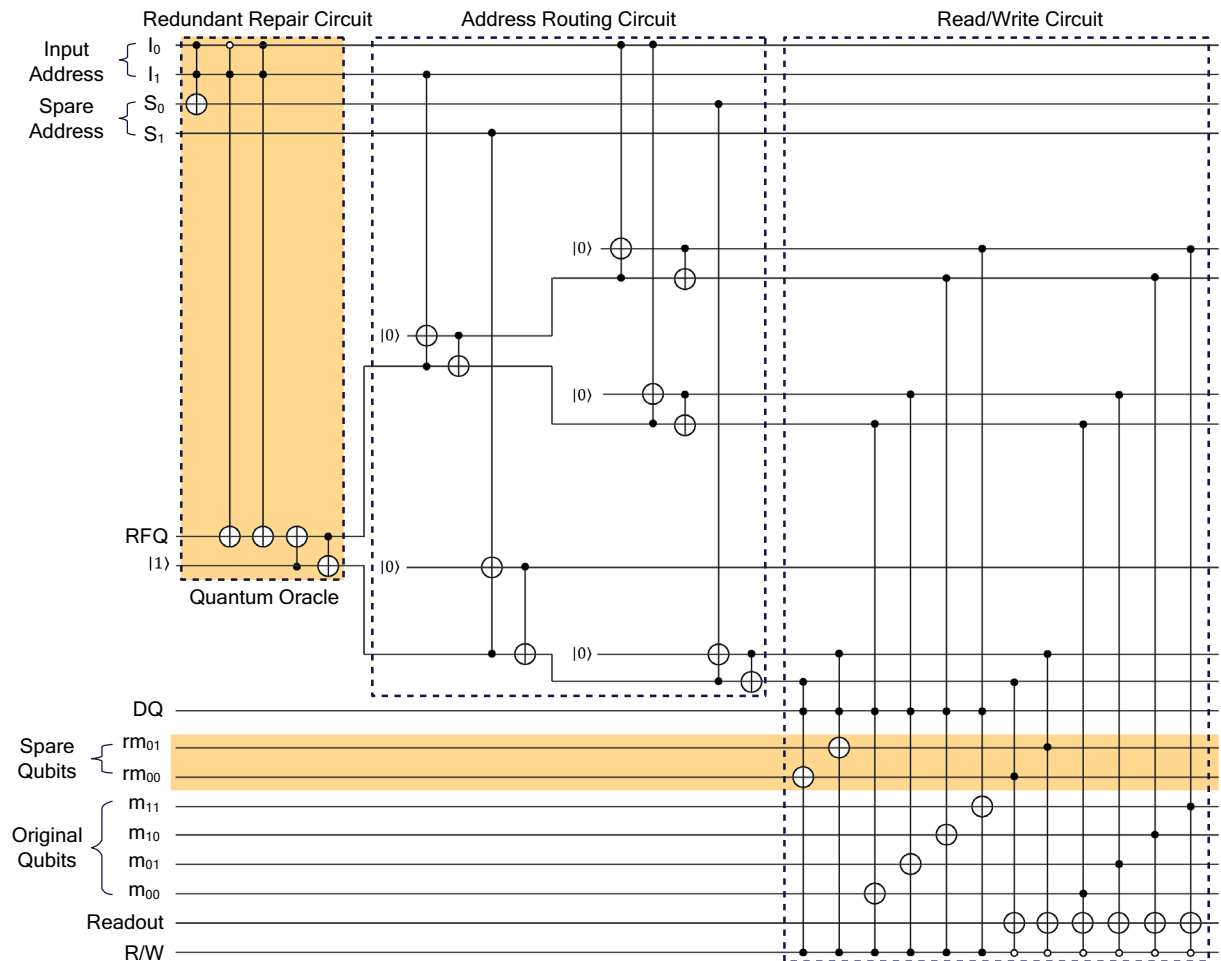 Redundant Repair Circuit
Address Routing Circuit
Read/Write Circuit
Input
Address
I₀
I₁
Spare
Address
S₀
S₁
|0⟩
|0⟩
|0⟩
RFQ
|1⟩
|0⟩
Quantum Oracle
|0⟩
DQ
Spare
Qubits
rm₀₁
rm₀₀
Original
Qubits
m₁₁
m₁₀
m₀₁
m₀₀
Readout
R/W